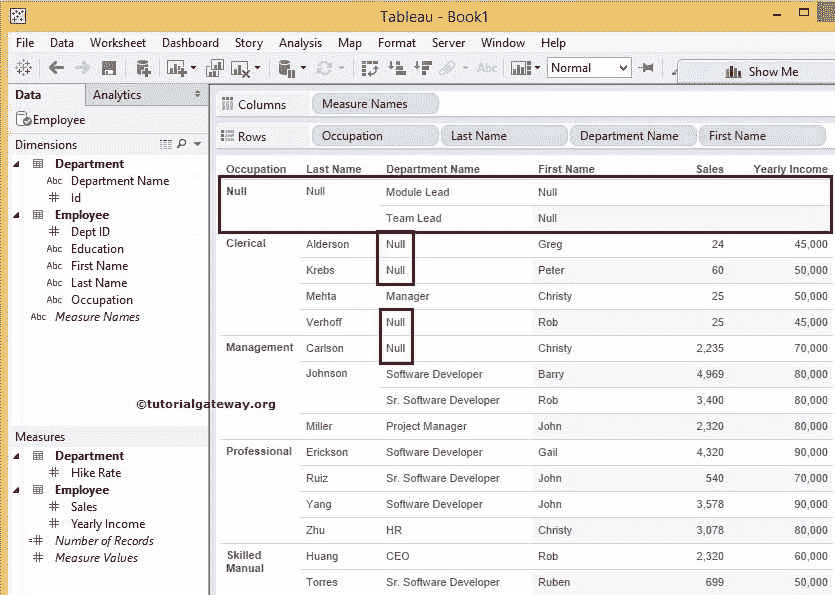 Tableau - Book1
File Data Worksheet Dashboard Story Analysis Map Format Server Window Help
Abc Normal Show Me
Data Analytics
Employee
Dimensions
Department
Abc Department Name
# Id
Employee
# Dept ID
Abc Education
Abc First Name
Abc Last Name
Abc Occupation
Abc Measure Names
©tutorialgateway.org
Measures
Department
# Hike Rate
Employee
# Sales
# Yearly Income
=# Number of Records
# Measure Values
Columns Measure Names
Rows Occupation Last Name Department Name First Name
Occupation Last Name Department Name First Name Sales Yearly Income
Null Null Module Lead Null
Team Lead Null
Clerical Alderson Null Greg 24 45,000
Krebs Null Peter 60 50,000
Mehta Manager Christy 25 50,000
Verhoff Null Rob 25 45,000
Management Carlson Null Christy 2,235 70,000
Johnson Software Developer Barry 4,969 80,000
Sr. Software Developer Rob 3,400 80,000
Miller Project Manager John 2,320 80,000
Professional Erickson Software Developer Gail 4,320 90,000
Ruiz Sr. Software Developer John 540 70,000
Yang Software Developer John 3,578 90,000
Zhu HR Christy 3,078 80,000
Skilled Manual Huang CEO Rob 2,320 60,000
Torres Sr. Software Developer Ruben 699 50,000